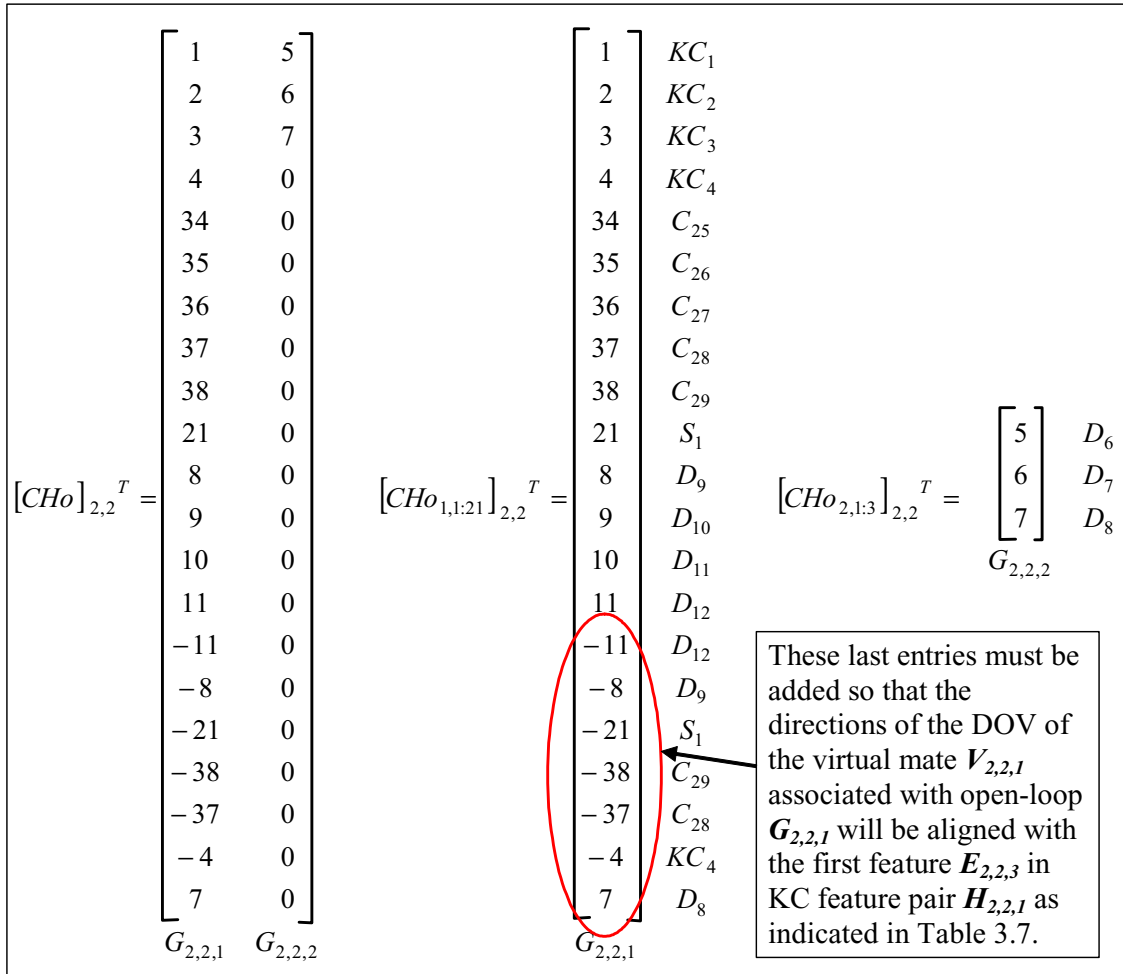 1 5 1 KC₁
2 6 2 KC₂
3 7 3 KC₃
4 0 4 KC₄
34 0 34 C₂₅
35 0 35 C₂₆
36 0 36 C₂₇
37 0 37 C₂₈
38 0 38 C₂₉
21 0 21 S₁ 5 D₆
[CHo]₂,₂ᵀ = 8 0 [CHo₁,₁:₂₁]₂,₂ᵀ = 8 D₉ [CHo₂,₁:₃]₂,₂ᵀ = 6 D₇
9 0 9 D₁₀ 7 D₈
10 0 10 D₁₁ G₂,₂,₂
11 0 11 D₁₂
−11 0 −11 D₁₂
−8 0 −8 D₉
−21 0 −21 S₁
−38 0 −38 C₂₉
−37 0 −37 C₂₈
−4 0 −4 KC₄
7 0 7 D₈
G₂,₂,₁ G₂,₂,₂ G₂,₂,₁
These last entries must be
added so that the
directions of the DOV of
the virtual mate V₂,₂,₁
associated with open-loop
G₂,₂,₁ will be aligned with
the first feature E₂,₂,₃ in
KC feature pair H₂,₂,₁ as
indicated in Table 3.7.